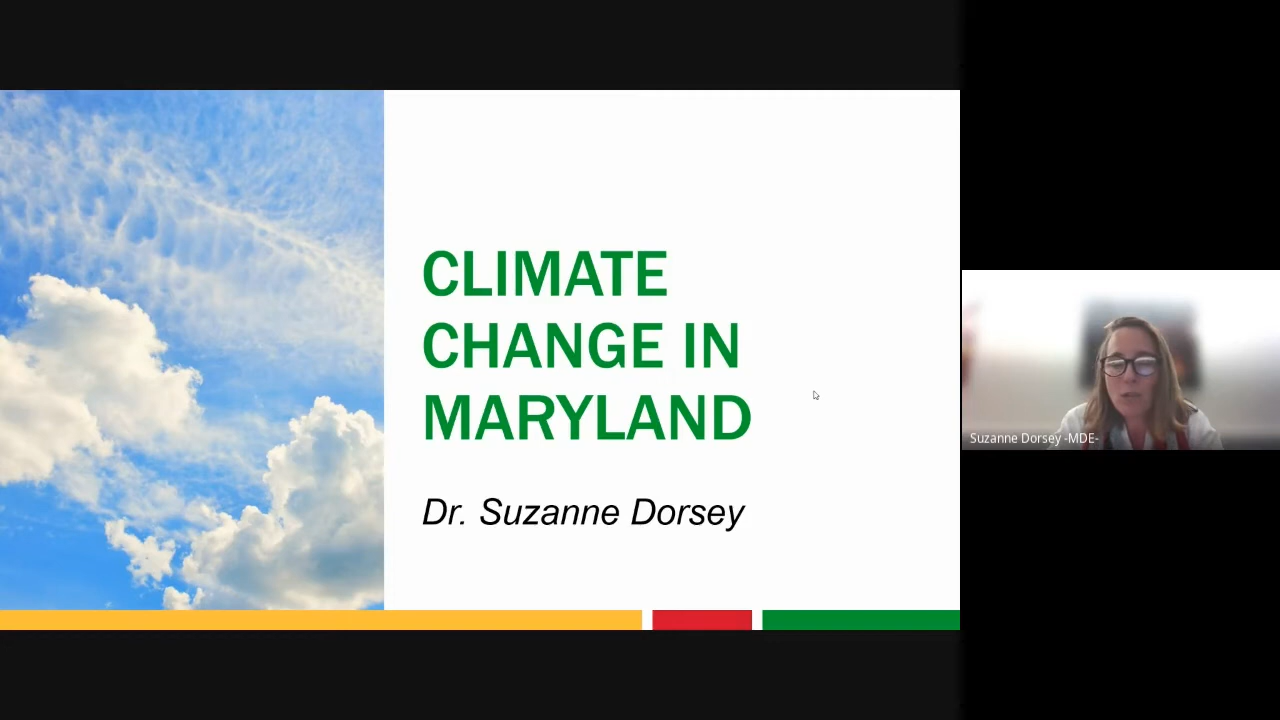 CLIMATE
CHANGE IN
MARYLAND
Dr. Suzanne Dorsey
Suzanne Dorsey -MDE-